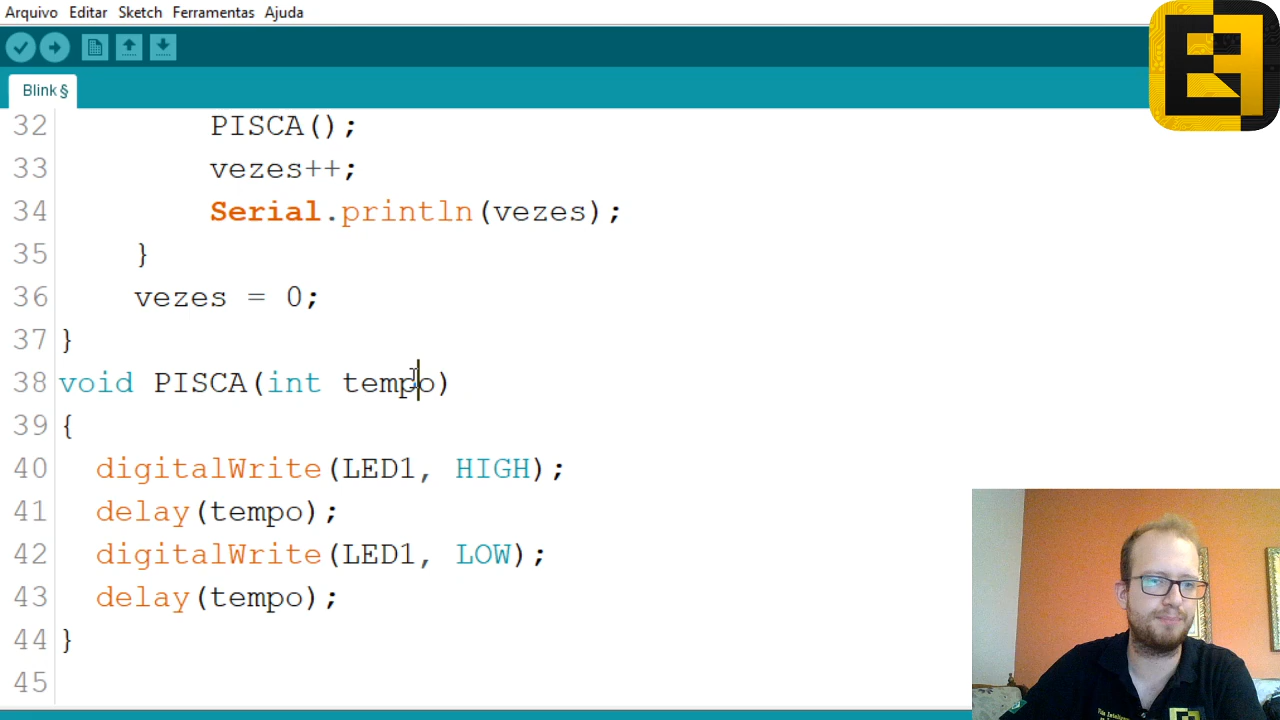 Arquivo Editar Sketch Ferramentas Ajuda
Blink §
32 PISCA();
33 vezes++;
34 Serial.println(vezes);
35 }
36 vezes = 0;
37 }
38 void PISCA(int tempo)
39 {
40 digitalWrite(LED1, HIGH);
41 delay(tempo);
42 digitalWrite(LED1, LOW);
43 delay(tempo);
44 }
45